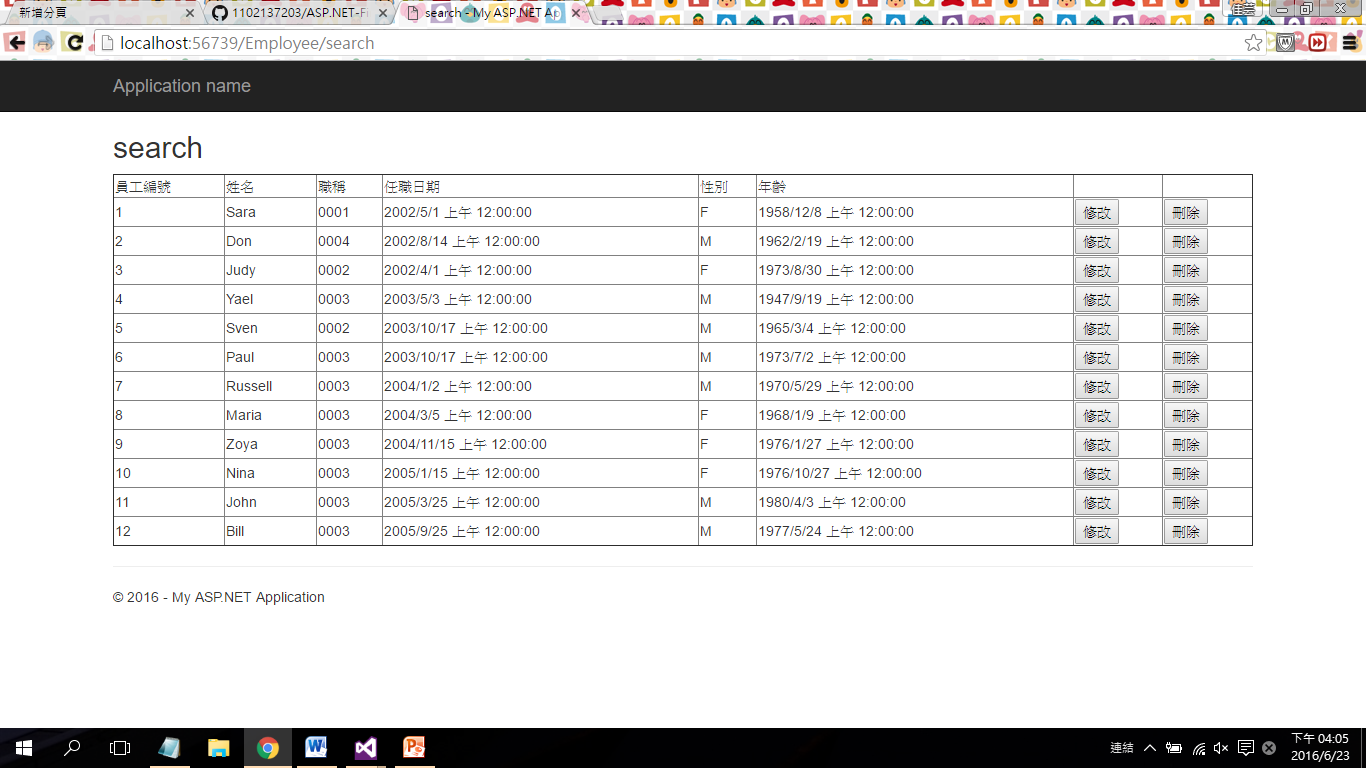 新增分頁
1102137203/ASP.NET-Fi
search - My ASP.NET Ap
佳芸
localhost:56739/Employee/search
Application name
search
員工編號 姓名 職稱 任職日期 性別 年齡
1 Sara 0001 2002/5/1 上午 12:00:00 F 1958/12/8 上午 12:00:00 修改 刪除
2 Don 0004 2002/8/14 上午 12:00:00 M 1962/2/19 上午 12:00:00 修改 刪除
3 Judy 0002 2002/4/1 上午 12:00:00 F 1973/8/30 上午 12:00:00 修改 刪除
4 Yael 0003 2003/5/3 上午 12:00:00 M 1947/9/19 上午 12:00:00 修改 刪除
5 Sven 0002 2003/10/17 上午 12:00:00 M 1965/3/4 上午 12:00:00 修改 刪除
6 Paul 0003 2003/10/17 上午 12:00:00 M 1973/7/2 上午 12:00:00 修改 刪除
7 Russell 0003 2004/1/2 上午 12:00:00 M 1970/5/29 上午 12:00:00 修改 刪除
8 Maria 0003 2004/3/5 上午 12:00:00 F 1968/1/9 上午 12:00:00 修改 刪除
9 Zoya 0003 2004/11/15 上午 12:00:00 F 1976/1/27 上午 12:00:00 修改 刪除
10 Nina 0003 2005/1/15 上午 12:00:00 F 1976/10/27 上午 12:00:00 修改 刪除
11 John 0003 2005/3/25 上午 12:00:00 M 1980/4/3 上午 12:00:00 修改 刪除
12 Bill 0003 2005/9/25 上午 12:00:00 M 1977/5/24 上午 12:00:00 修改 刪除
© 2016 - My ASP.NET Application
連結
下午 04:05
2016/6/23